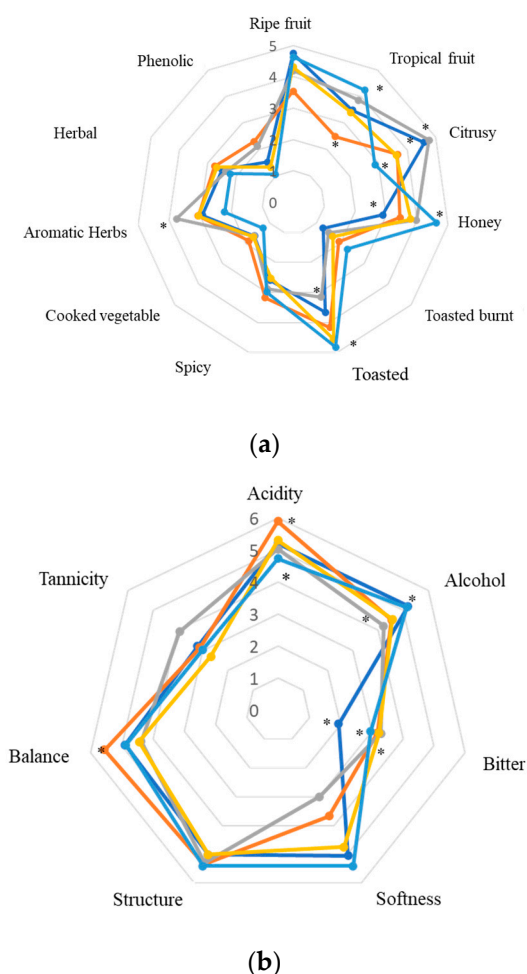 Ripe fruit
Phenolic
Tropical fruit
5
4
*
3
Herbal
*
Citrusy
2
*
*
1
*
0
*
Aromatic Herbs
*
*
Honey
Cooked vegetable
*
Toasted burnt
Spicy
*
Toasted
(a)
Acidity
6
*
5
Tannicity
*
Alcohol
4
*
3
2
1
*
0
*
Balance
*
*
Bitter
Structure
Softness
(b)